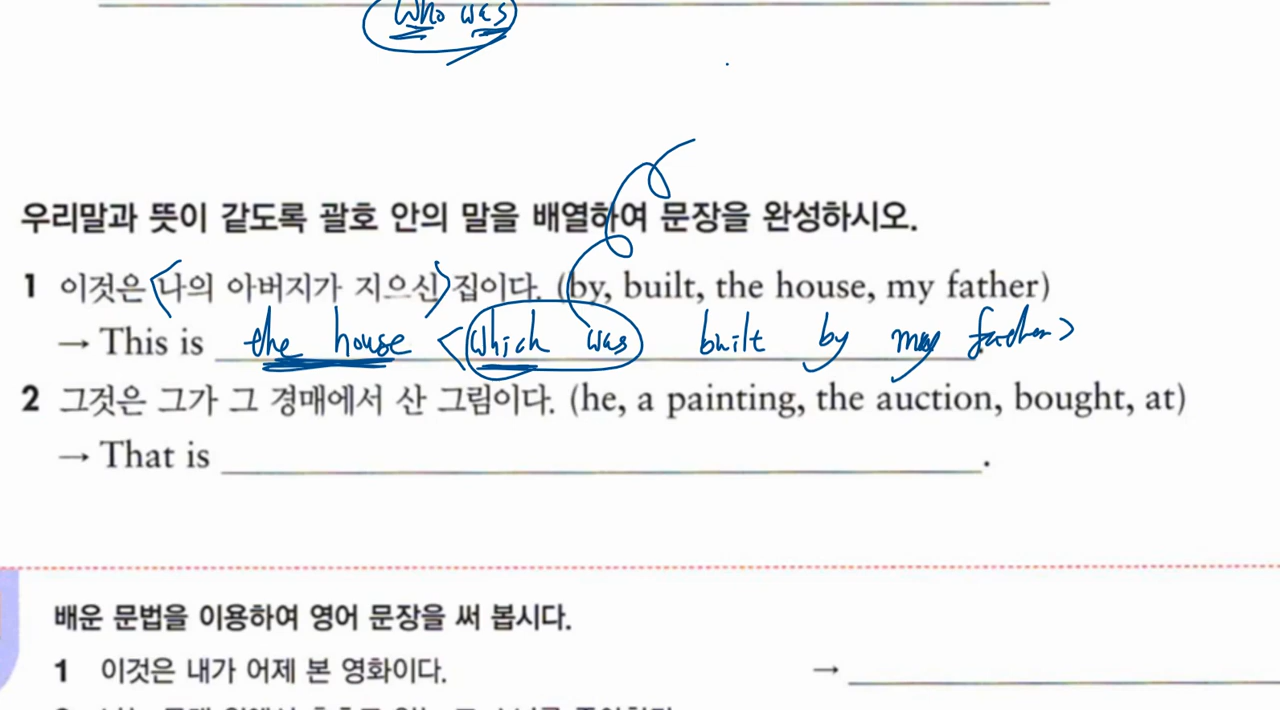 who was
우리말과 뜻이 같도록 괄호 안의 말을 배열하여 문장을 완성하시오.
1 이것은 <나의 아버지가 지으신> 집이다. (by, built, the house, my father)
→ This is the house <which was built by my father>
2 그것은 그가 그 경매에서 산 그림이다. (he, a painting, the auction, bought, at)
→ That is .
배운 문법을 이용하여 영어 문장을 써 봅시다.
1 이것은 내가 어제 본 영화이다. →